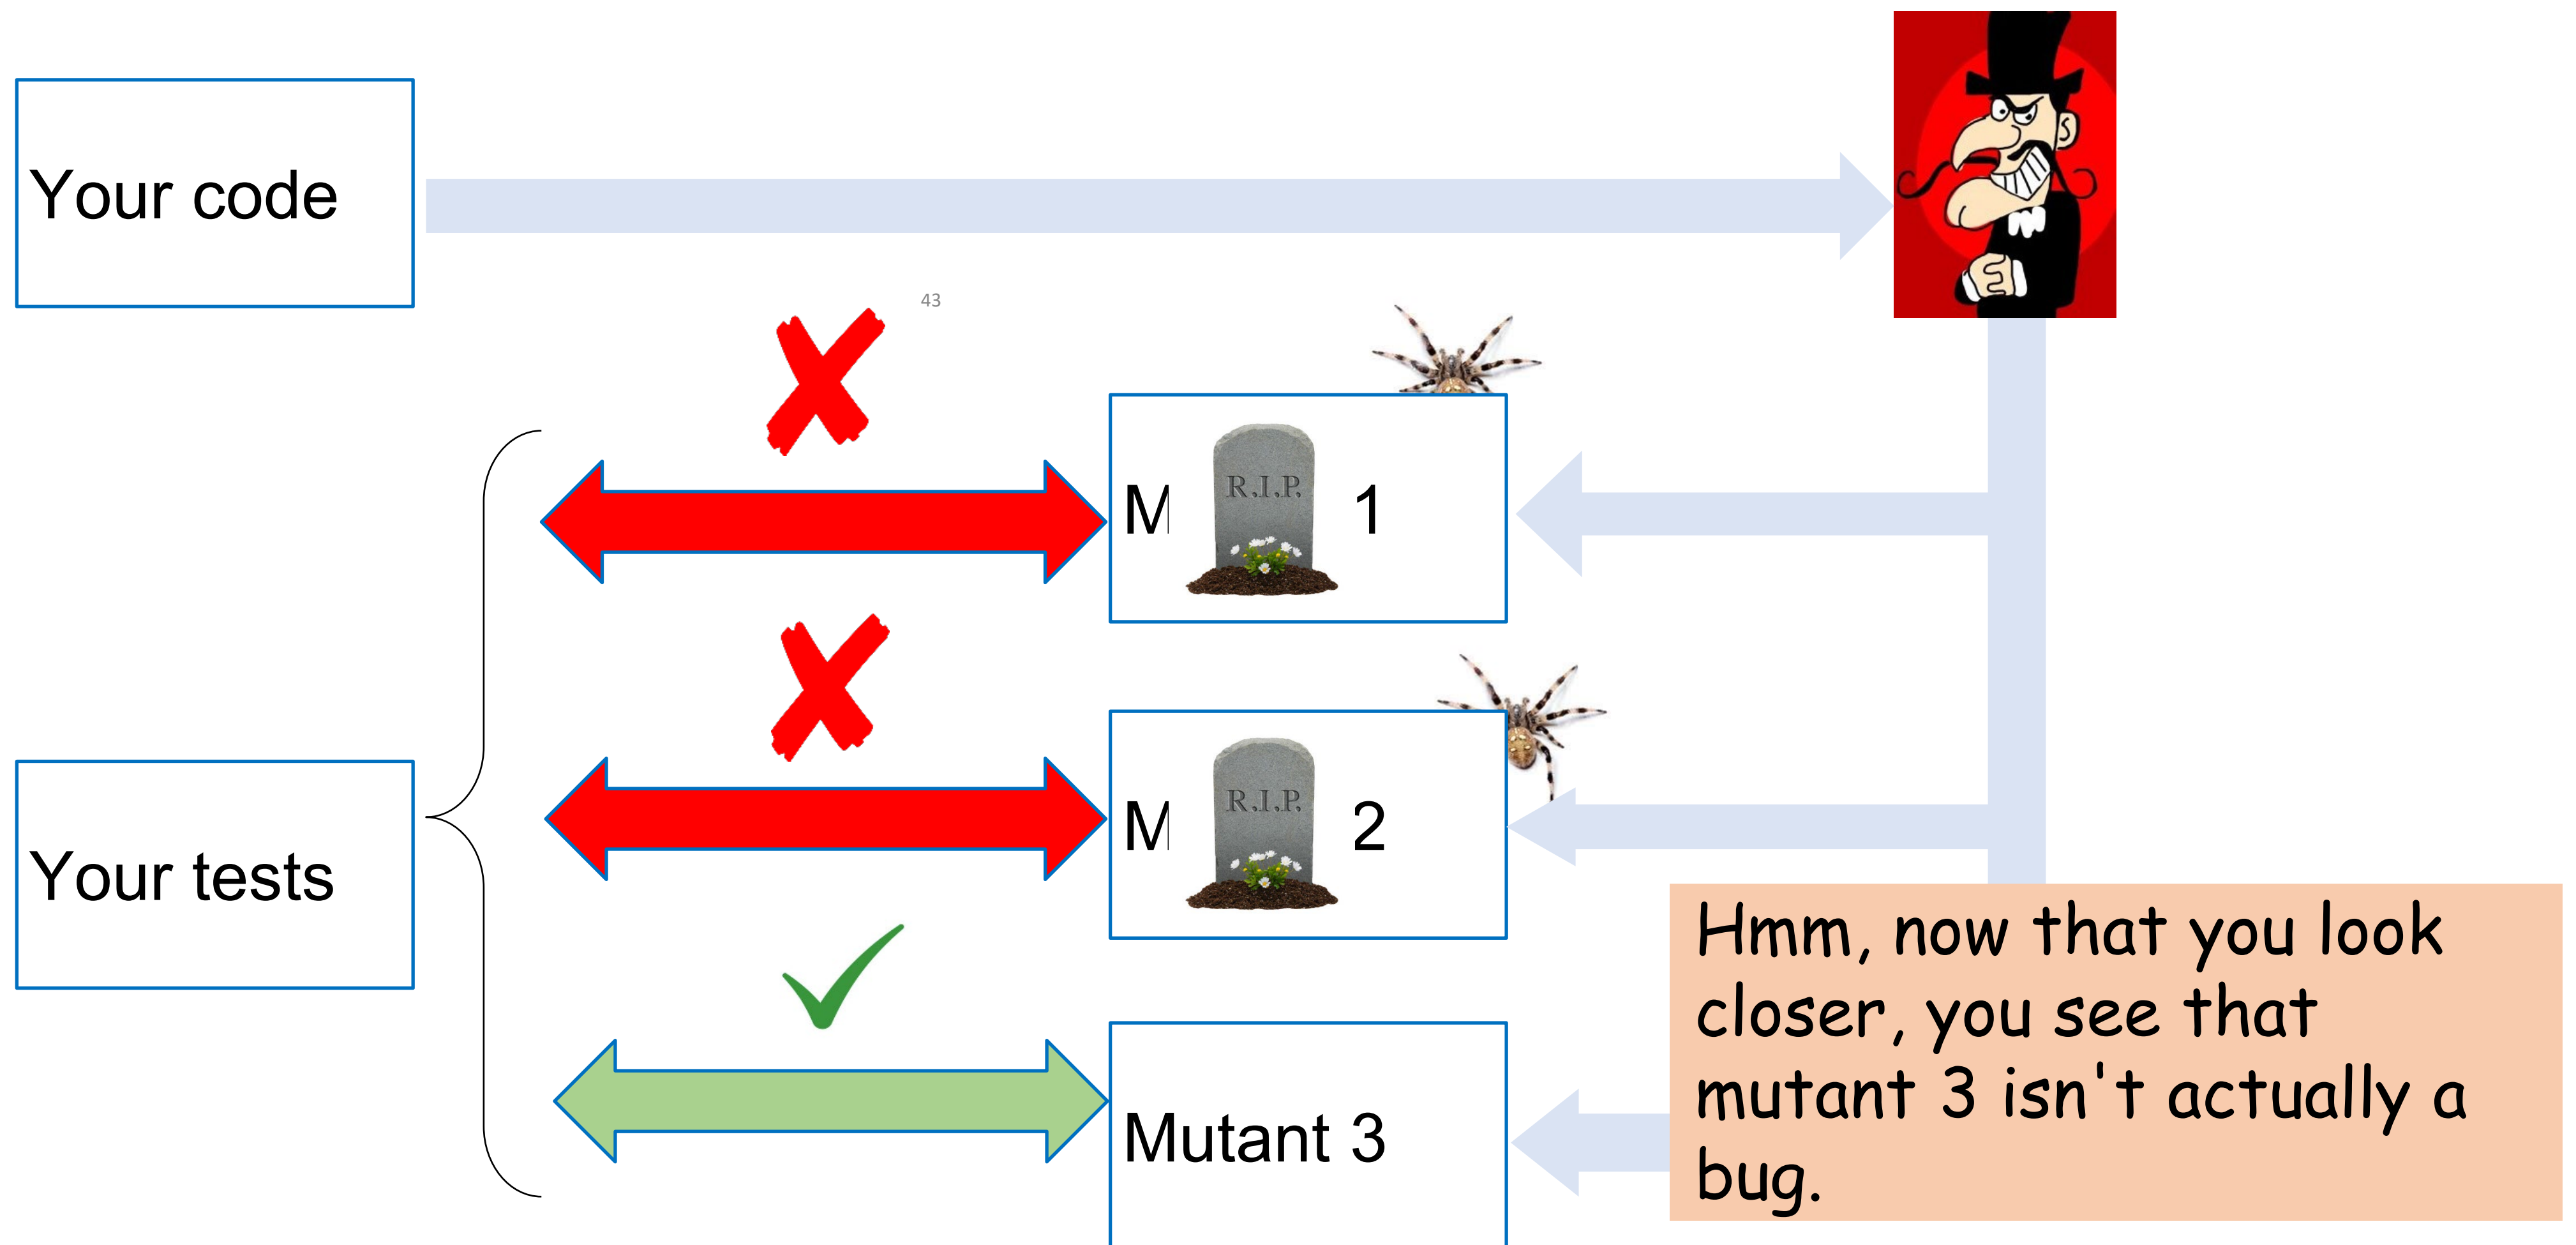 Your code
43
R.I.P.
M 1
R.I.P.
M 2
Your tests
Mutant 3
Hmm, now that you look
closer, you see that
mutant 3 isn't actually a
bug.